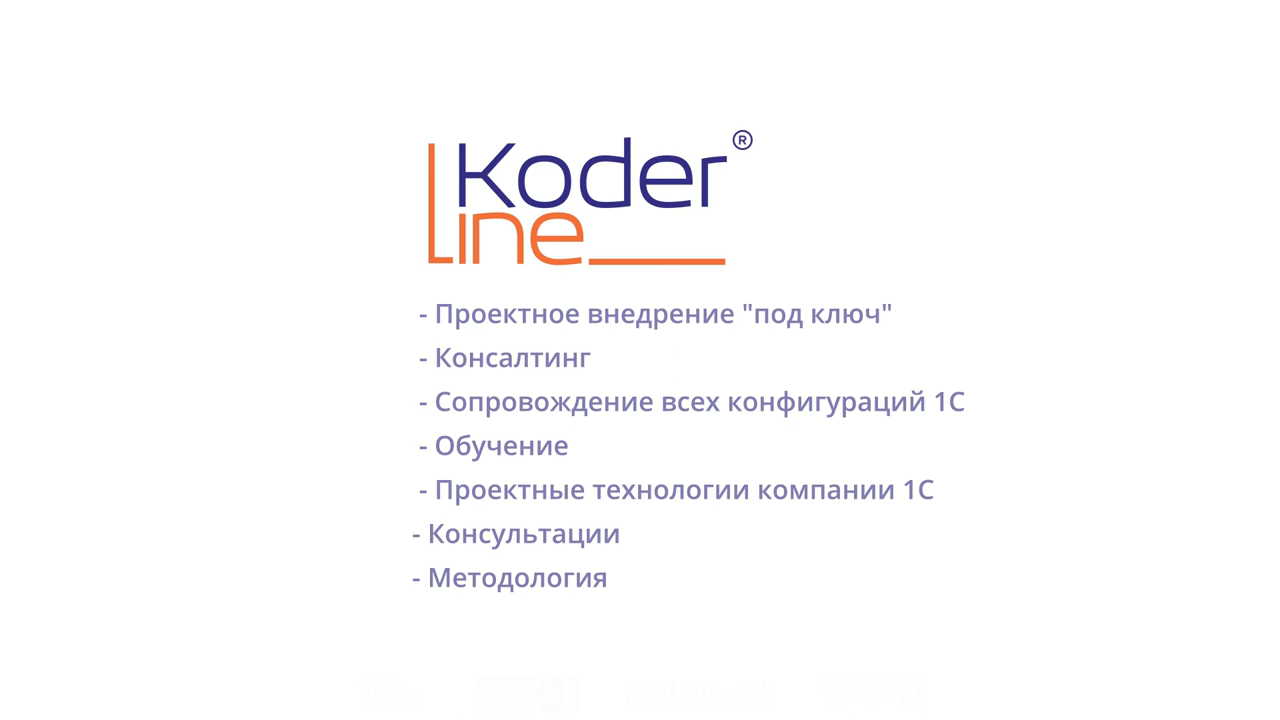 Koder®
Line
- Проектное внедрение "под ключ"
- Консалтинг
- Сопровождение всех конфигураций 1С
- Обучение
- Проектные технологии компании 1С
- Консультации
- Методология